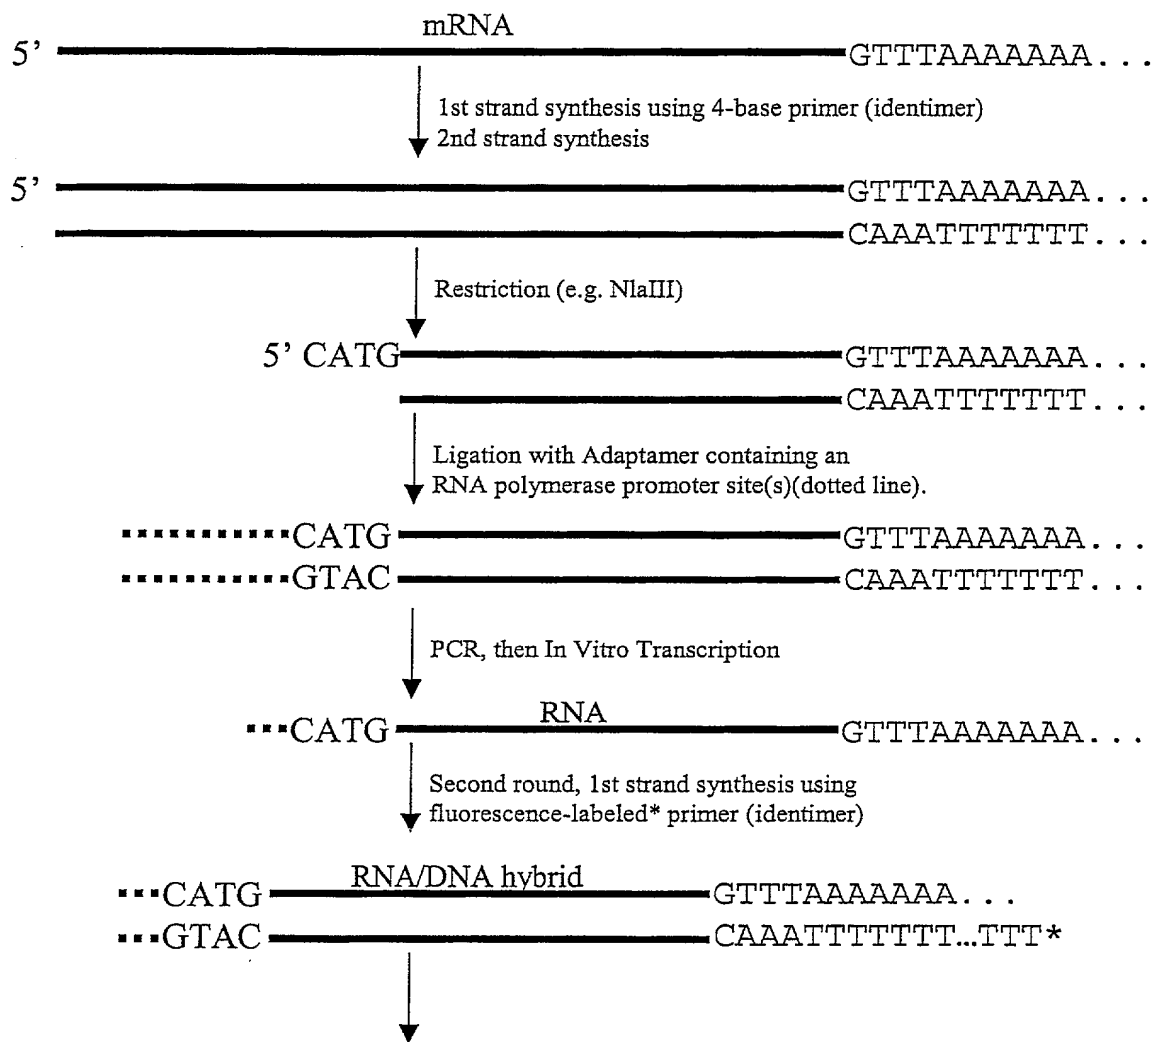 mRNA
5’ GTTTAAAAAAA...
1st strand synthesis using 4-base primer (identimer)
2nd strand synthesis
5’ GTTTAAAAAAA...
CAAATTTTTTT...
Restriction (e.g. NlaIII)
5’ CATG GTTTAAAAAAA...
CAAATTTTTTT...
Ligation with Adaptamer containing an
RNA polymerase promoter site(s)(dotted line).
CATG GTTTAAAAAAA...
GTAC CAAATTTTTTT...
PCR, then In Vitro Transcription
RNA
CATG GTTTAAAAAAA...
Second round, 1st strand synthesis using
fluorescence-labeled* primer (identimer)
RNA/DNA hybrid
CATG GTTTAAAAAAA...
GTAC CAAATTTTTTT...TTT*